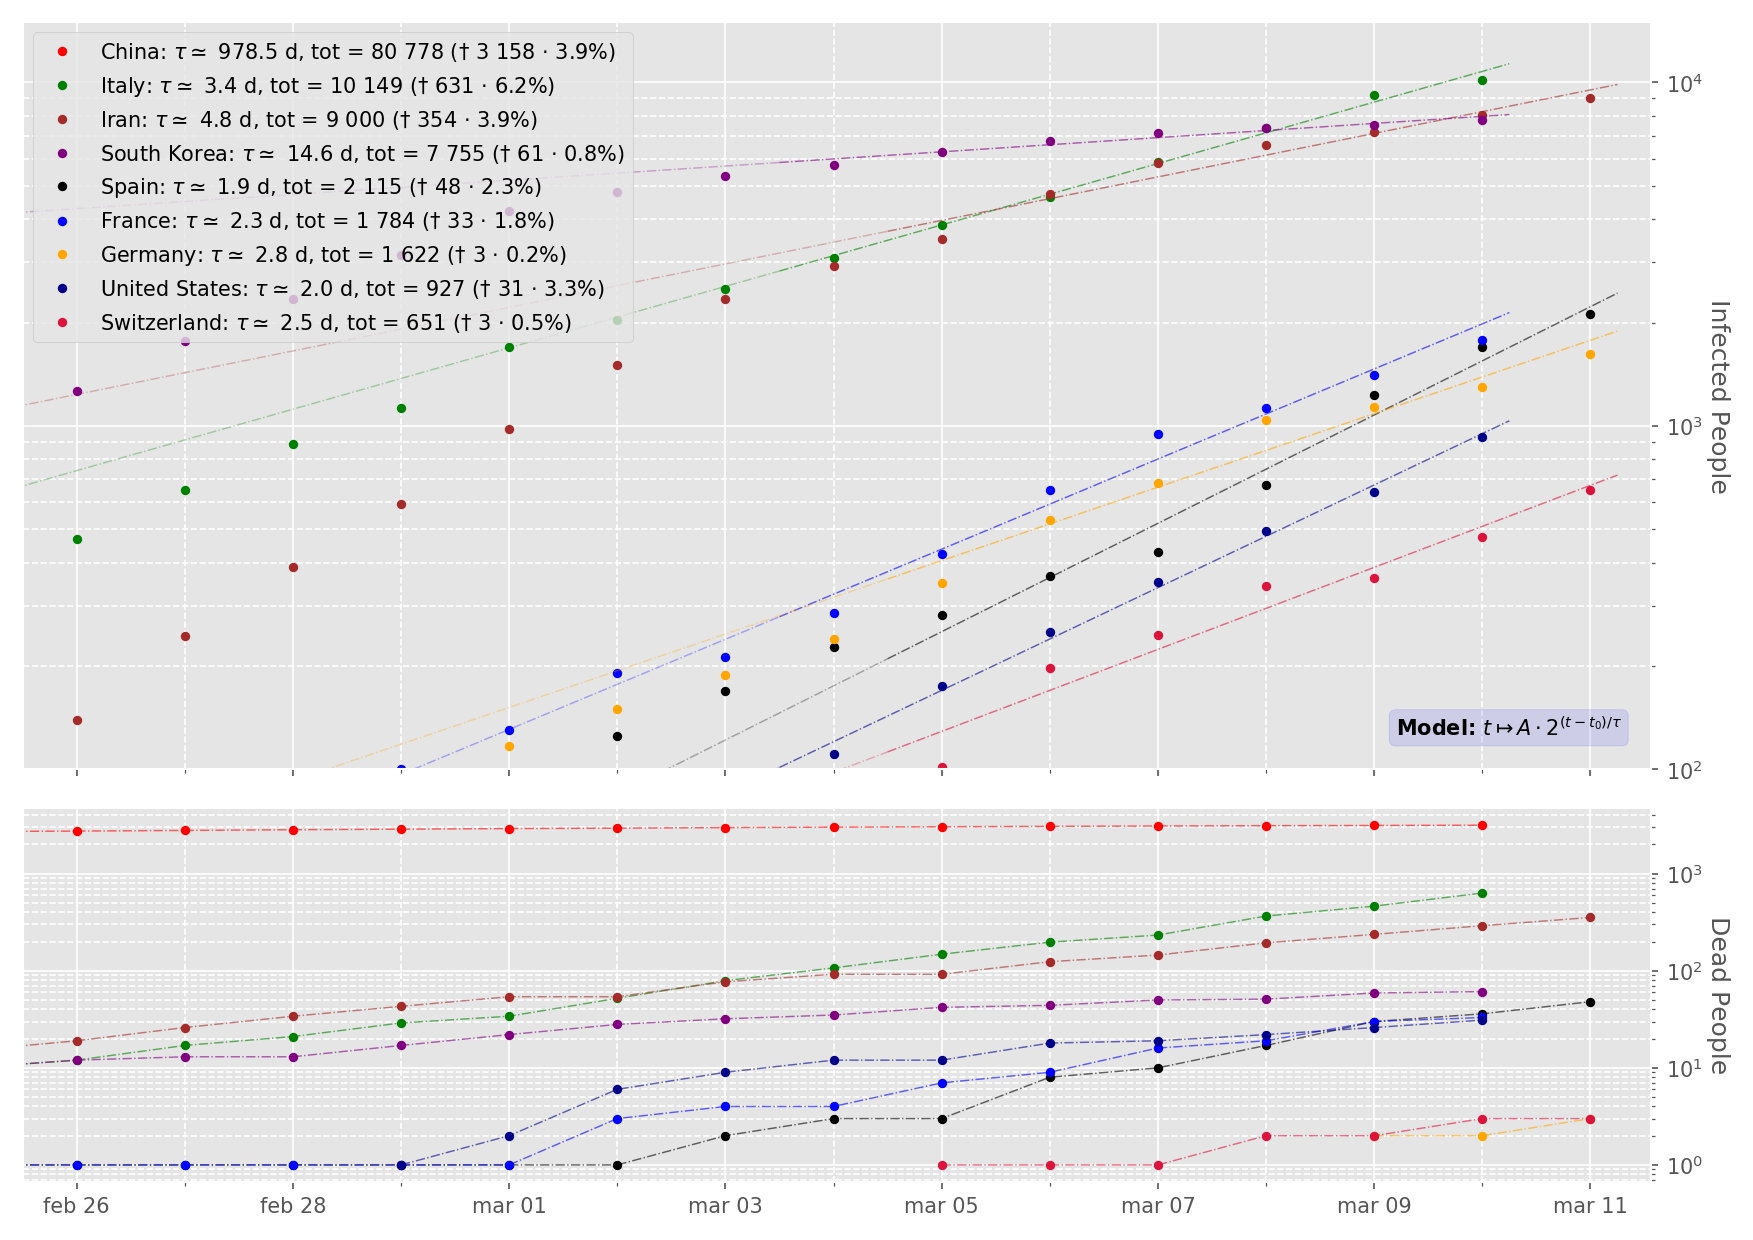 China: τ ≃ 978.5 d, tot = 80 778 († 3 158 · 3.9%)
Italy: τ ≃ 3.4 d, tot = 10 149 († 631 · 6.2%)
Iran: τ ≃ 4.8 d, tot = 9 000 († 354 · 3.9%)
South Korea: τ ≃ 14.6 d, tot = 7 755 († 61 · 0.8%)
Spain: τ ≃ 1.9 d, tot = 2 115 († 48 · 2.3%)
France: τ ≃ 2.3 d, tot = 1 784 († 33 · 1.8%)
Germany: τ ≃ 2.8 d, tot = 1 622 († 3 · 0.2%)
United States: τ ≃ 2.0 d, tot = 927 († 31 · 3.3%)
Switzerland: τ ≃ 2.5 d, tot = 651 († 3 · 0.5%)
10⁴
10³
10²
Infected People
Model: t ↦ A · 2^{(t − t₀)/τ}
10³
10²
10¹
10⁰
Dead People
feb 26 feb 28 mar 01 mar 03 mar 05 mar 07 mar 09 mar 11